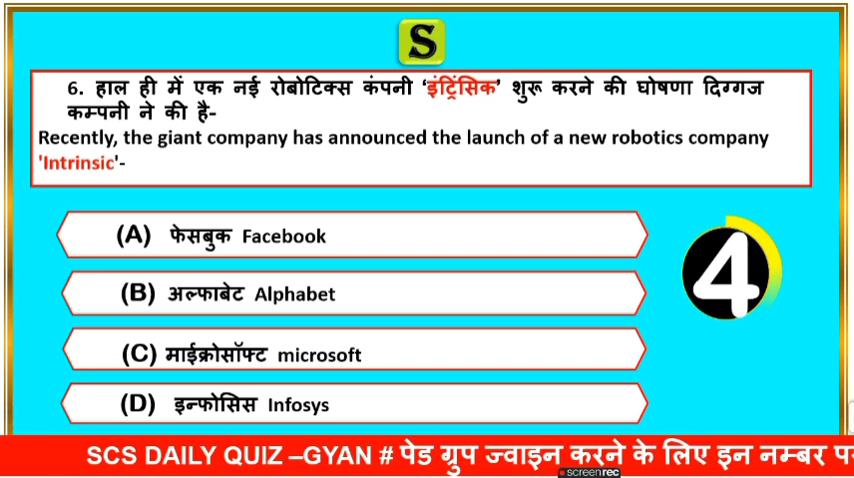 S
6. हाल ही में एक नई रोबोटिक्स कंपनी ‘इंट्रिंसिक’ शुरू करने की घोषणा दिग्गज
कम्पनी ने की है-
Recently, the giant company has announced the launch of a new robotics company
'Intrinsic'-
(A) फेसबुक Facebook
(B) अल्फाबेट Alphabet
4
(C) माईक्रोसॉफ्ट microsoft
(D) इन्फोसिस Infosys
SCS DAILY QUIZ –GYAN # पेड ग्रुप ज्वाइन करने के लिए इन नम्बर
screenrec